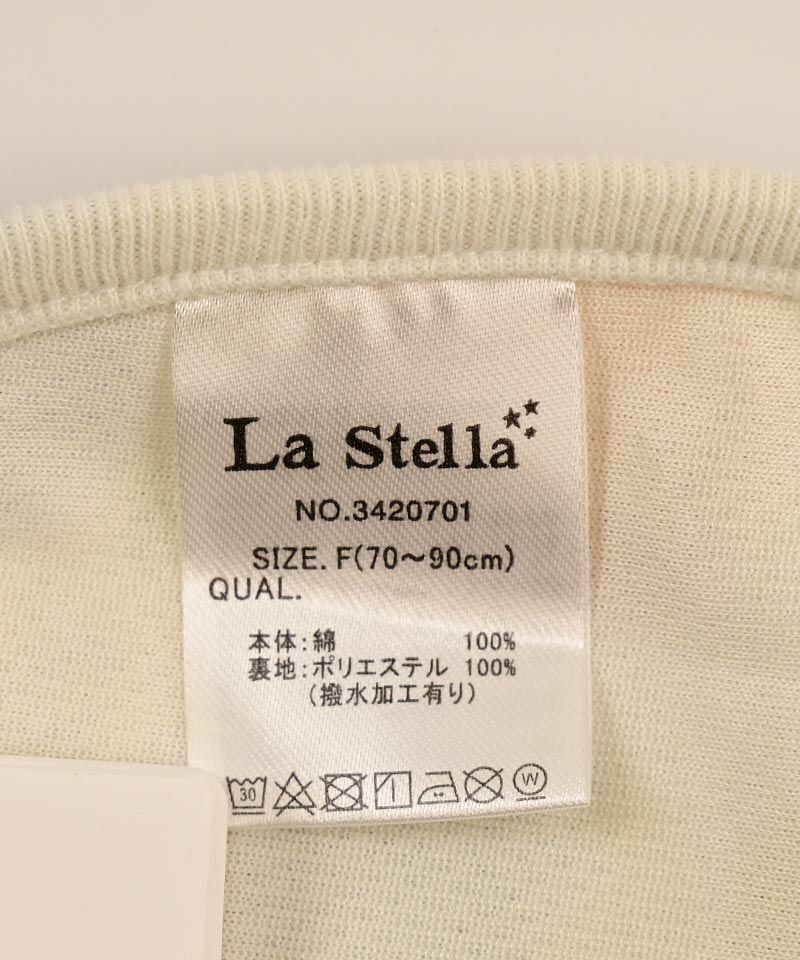 La Stella
NO.3420701
SIZE. F(70～90cm)
QUAL.
本体:綿 100%
裏地:ポリエステル 100%
(撥水加工有り)
30
W